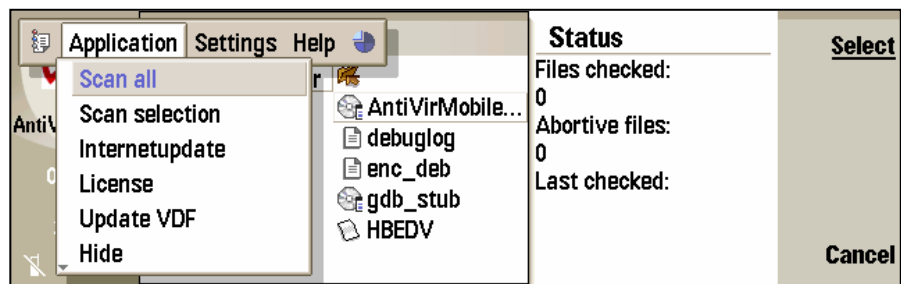 Application Settings Help
Scan all
Scan selection
Internetupdate
License
Update VDF
Hide
AntiV
r
AntiVirMobile...
debuglog
enc_deb
gdb_stub
HBEDV
Status
Files checked:
0
Abortive files:
0
Last checked:
Select
Cancel